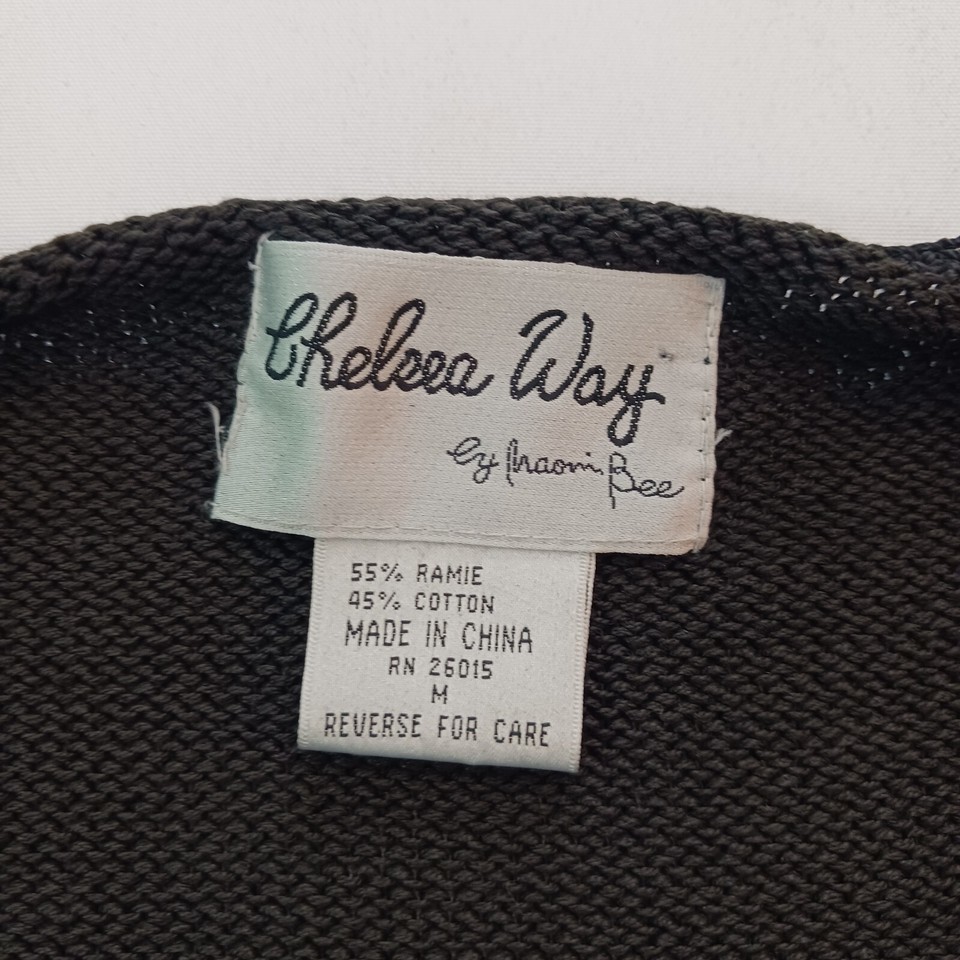 Chelsea Way
by Naomi Bee
55% RAMIE
45% COTTON
MADE IN CHINA
RN 26015
M
REVERSE FOR CARE